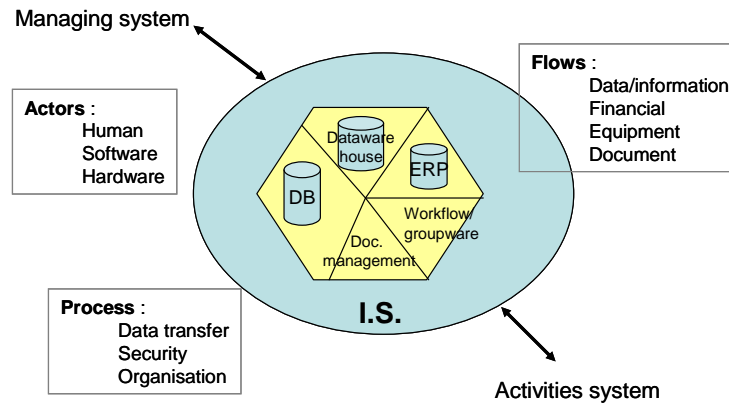 Managing system
Flows :
Data/information
Financial
Equipment
Document
Actors :
Human
Software
Hardware
Dataware
house
ERP
DB
Workflow/
groupware
Doc.
management
I.S.
Process :
Data transfer
Security
Organisation
Activities system